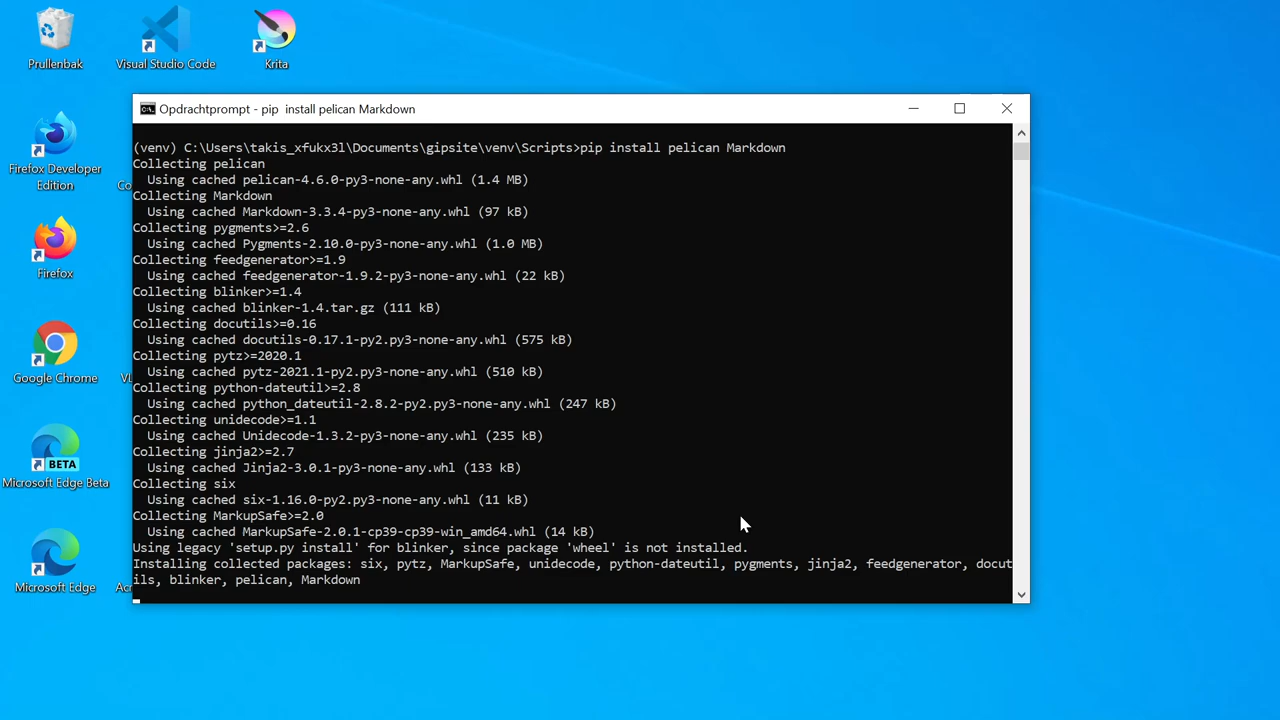 Prullenbak
Visual Studio Code
Krita
Firefox Developer
Edition
Co
Firefox
Google Chrome
VL
BETA
Microsoft Edge Beta
Microsoft Edge
Ac
C:\.
Opdrachtprompt - pip  install pelican Markdown
(venv) C:\Users\takis_xfukx3l\Documents\gipsite\venv\Scripts>pip install pelican Markdown
Collecting pelican
  Using cached pelican-4.6.0-py3-none-any.whl (1.4 MB)
Collecting Markdown
  Using cached Markdown-3.3.4-py3-none-any.whl (97 kB)
Collecting pygments>=2.6
  Using cached Pygments-2.10.0-py3-none-any.whl (1.0 MB)
Collecting feedgenerator>=1.9
  Using cached feedgenerator-1.9.2-py3-none-any.whl (22 kB)
Collecting blinker>=1.4
  Using cached blinker-1.4.tar.gz (111 kB)
Collecting docutils>=0.16
  Using cached docutils-0.17.1-py2.py3-none-any.whl (575 kB)
Collecting pytz>=2020.1
  Using cached pytz-2021.1-py2.py3-none-any.whl (510 kB)
Collecting python-dateutil>=2.8
  Using cached python_dateutil-2.8.2-py2.py3-none-any.whl (247 kB)
Collecting unidecode>=1.1
  Using cached Unidecode-1.3.2-py3-none-any.whl (235 kB)
Collecting jinja2>=2.7
  Using cached Jinja2-3.0.1-py3-none-any.whl (133 kB)
Collecting six
  Using cached six-1.16.0-py2.py3-none-any.whl (11 kB)
Collecting MarkupSafe>=2.0
  Using cached MarkupSafe-2.0.1-cp39-cp39-win_amd64.whl (14 kB)
Using legacy 'setup.py install' for blinker, since package 'wheel' is not installed.
Installing collected packages: six, pytz, MarkupSafe, unidecode, python-dateutil, pygments, jinja2, feedgenerator, docut
ils, blinker, pelican, Markdown